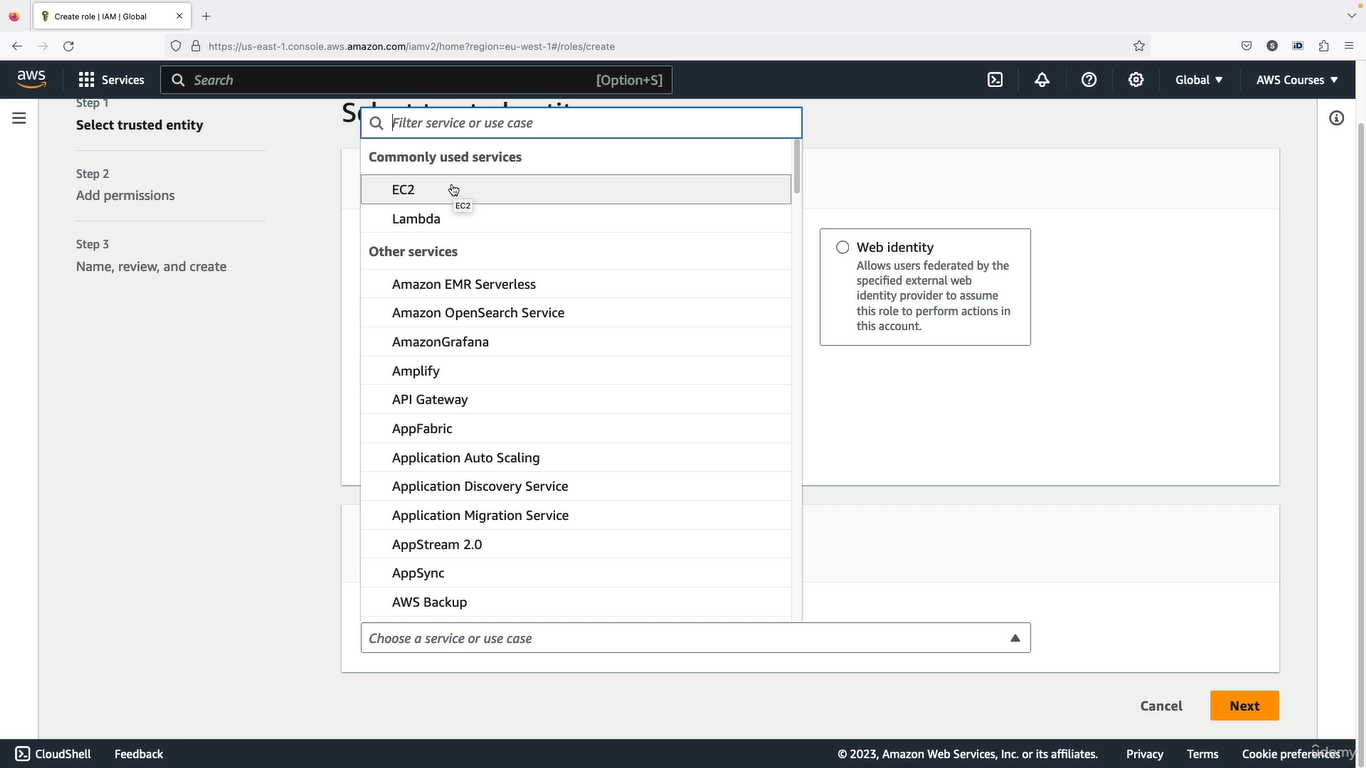 Create role | IAM | Global
https://us-east-1.console.aws.amazon.com/iamv2/home?region=eu-west-1#/roles/create
aws
Services
Search
[Option+S]
Global
AWS Courses
Step 1
Select trusted entity
Step 2
Add permissions
Step 3
Name, review, and create
Select trusted entity
Filter service or use case
Commonly used services
EC2
EC2
Lambda
Other services
Amazon EMR Serverless
Amazon OpenSearch Service
AmazonGrafana
Amplify
API Gateway
AppFabric
Application Auto Scaling
Application Discovery Service
Application Migration Service
AppStream 2.0
AppSync
AWS Backup
Choose a service or use case
Web identity
Allows users federated by the
specified external web
identity provider to assume
this role to perform actions in
this account.
Cancel
Next
CloudShell
Feedback
© 2023, Amazon Web Services, Inc. or its affiliates.
Privacy
Terms
Cookie preferences
Udemy